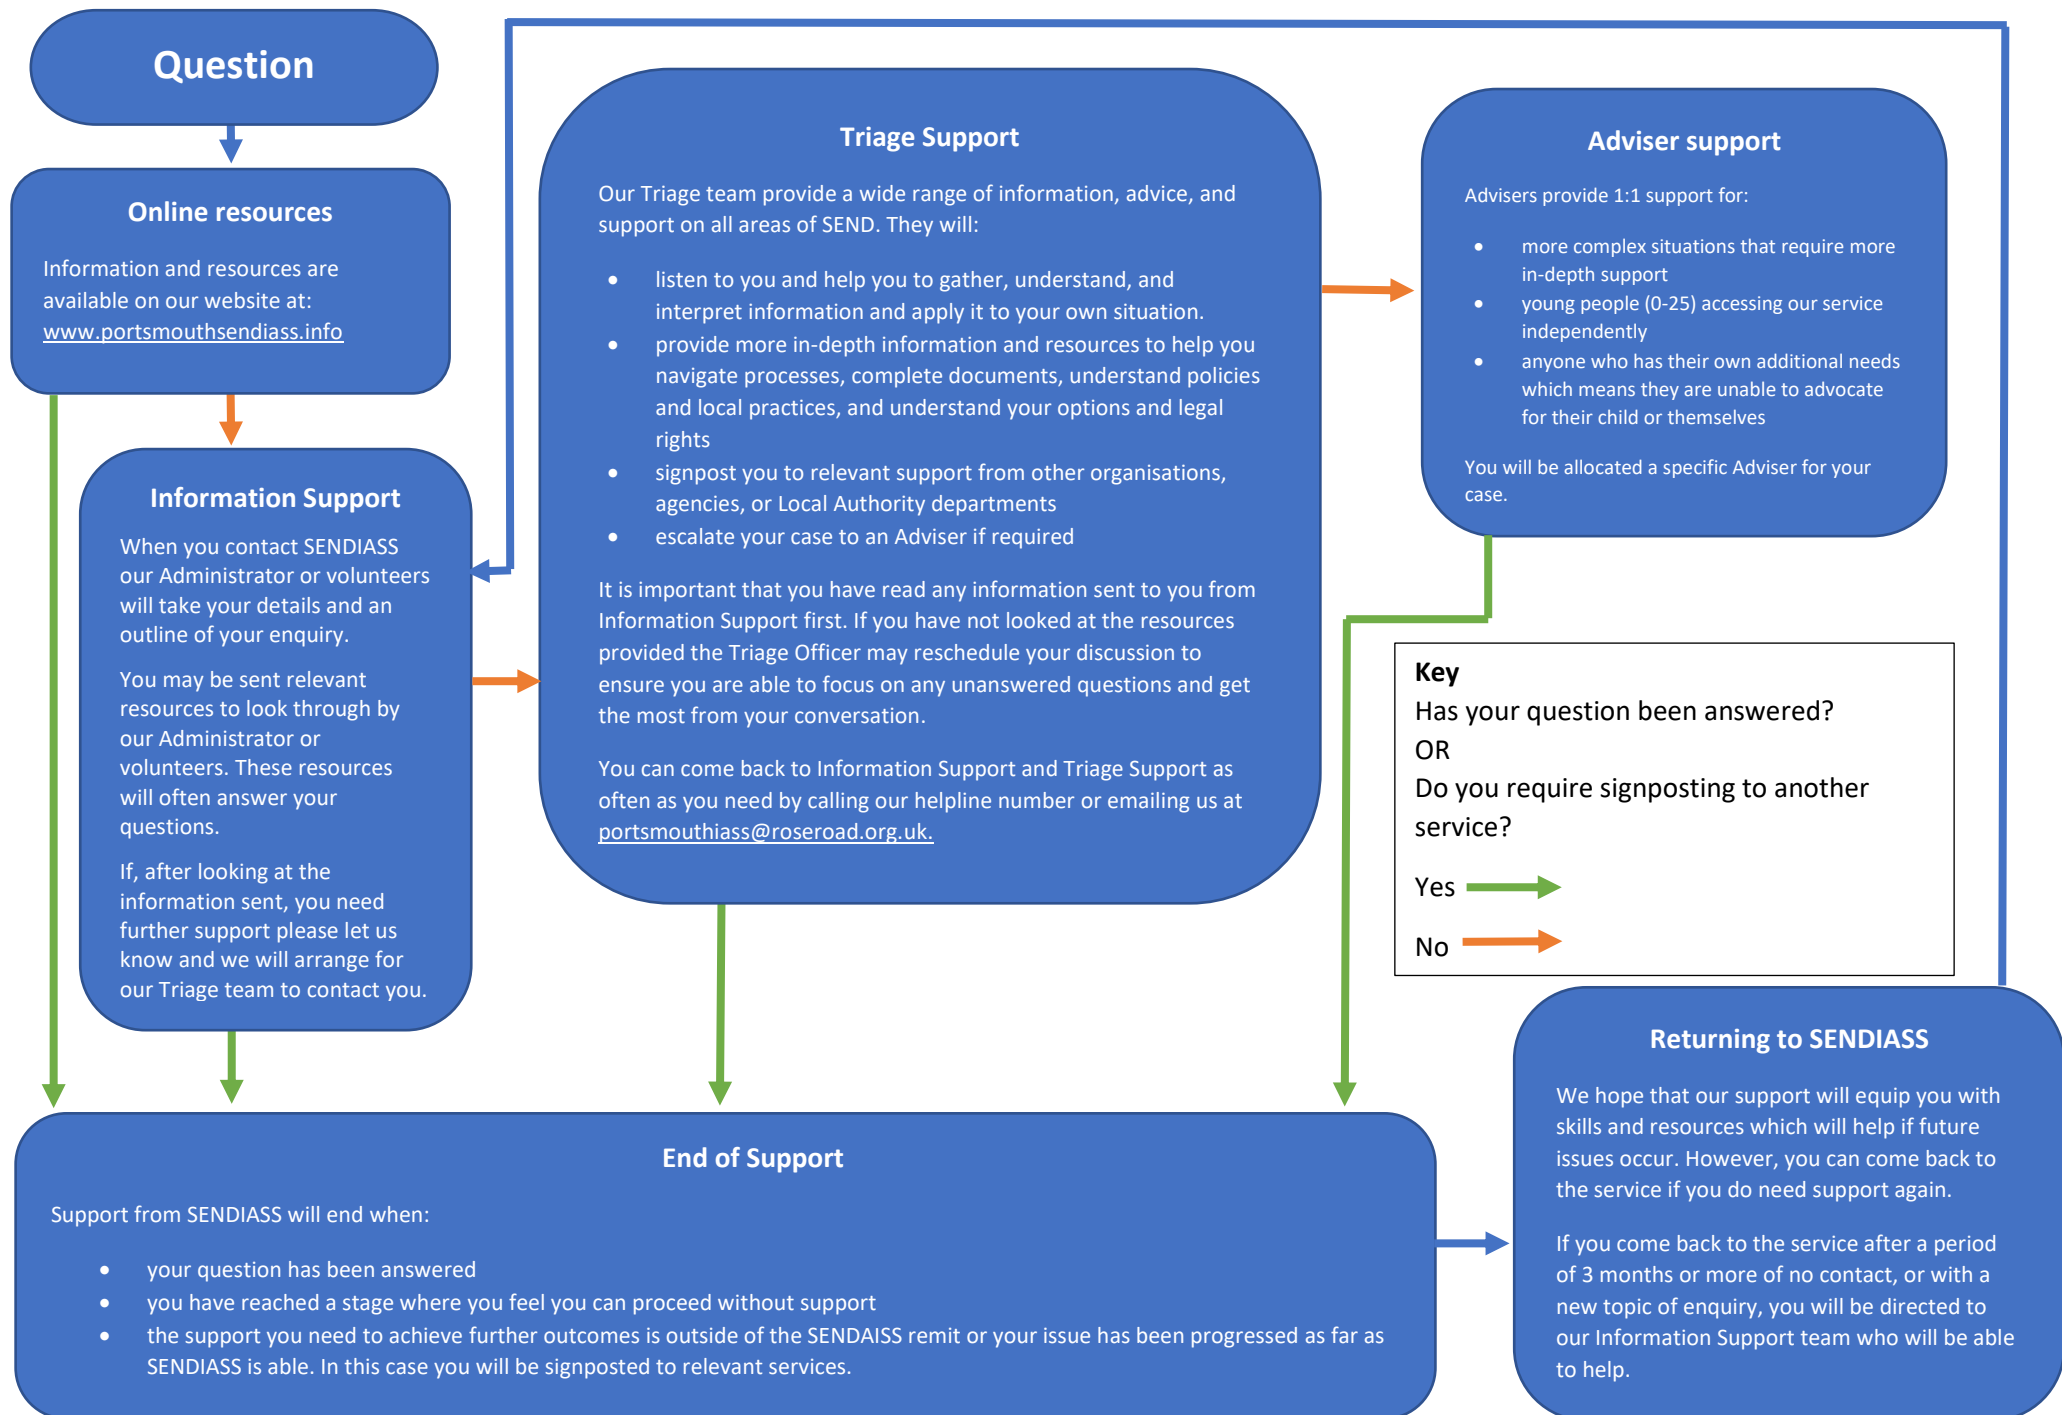 Question
Online resources
Information and resources are
available on our website at:
www.portsmouthsendiass.info
Information Support
When you contact SENDIASS
our Administrator or volunteers
will take your details and an
outline of your enquiry.
You may be sent relevant
resources to look through by
our Administrator or
volunteers. These resources
will often answer your
questions.
If, after looking at the
information sent, you need
further support please let us
know and we will arrange for
our Triage team to contact you.
Triage Support
Our Triage team provide a wide range of information, advice, and
support on all areas of SEND. They will:
• listen to you and help you to gather, understand, and
interpret information and apply it to your own situation.
• provide more in-depth information and resources to help you
navigate processes, complete documents, understand policies
and local practices, and understand your options and legal
rights
• signpost you to relevant support from other organisations,
agencies, or Local Authority departments
• escalate your case to an Adviser if required
It is important that you have read any information sent to you from
Information Support first. If you have not looked at the resources
provided the Triage Officer may reschedule your discussion to
ensure you are able to focus on any unanswered questions and get
the most from your conversation.
You can come back to Information Support and Triage Support as
often as you need by calling our helpline number or emailing us at
portsmouthiass@roseroad.org.uk.
Adviser support
Advisers provide 1:1 support for:
• more complex situations that require more
in-depth support
• young people (0-25) accessing our service
independently
• anyone who has their own additional needs
which means they are unable to advocate
for their child or themselves
You will be allocated a specific Adviser for your
case.
Key
Has your question been answered?
OR
Do you require signposting to another
service?
Yes
No
End of Support
Support from SENDIASS will end when:
• your question has been answered
• you have reached a stage where you feel you can proceed without support
• the support you need to achieve further outcomes is outside of the SENDAISS remit or your issue has been progressed as far as
SENDIASS is able. In this case you will be signposted to relevant services.
Returning to SENDIASS
We hope that our support will equip you with
skills and resources which will help if future
issues occur. However, you can come back to
the service if you do need support again.
If you come back to the service after a period
of 3 months or more of no contact, or with a
new topic of enquiry, you will be directed to
our Information Support team who will be able
to help.